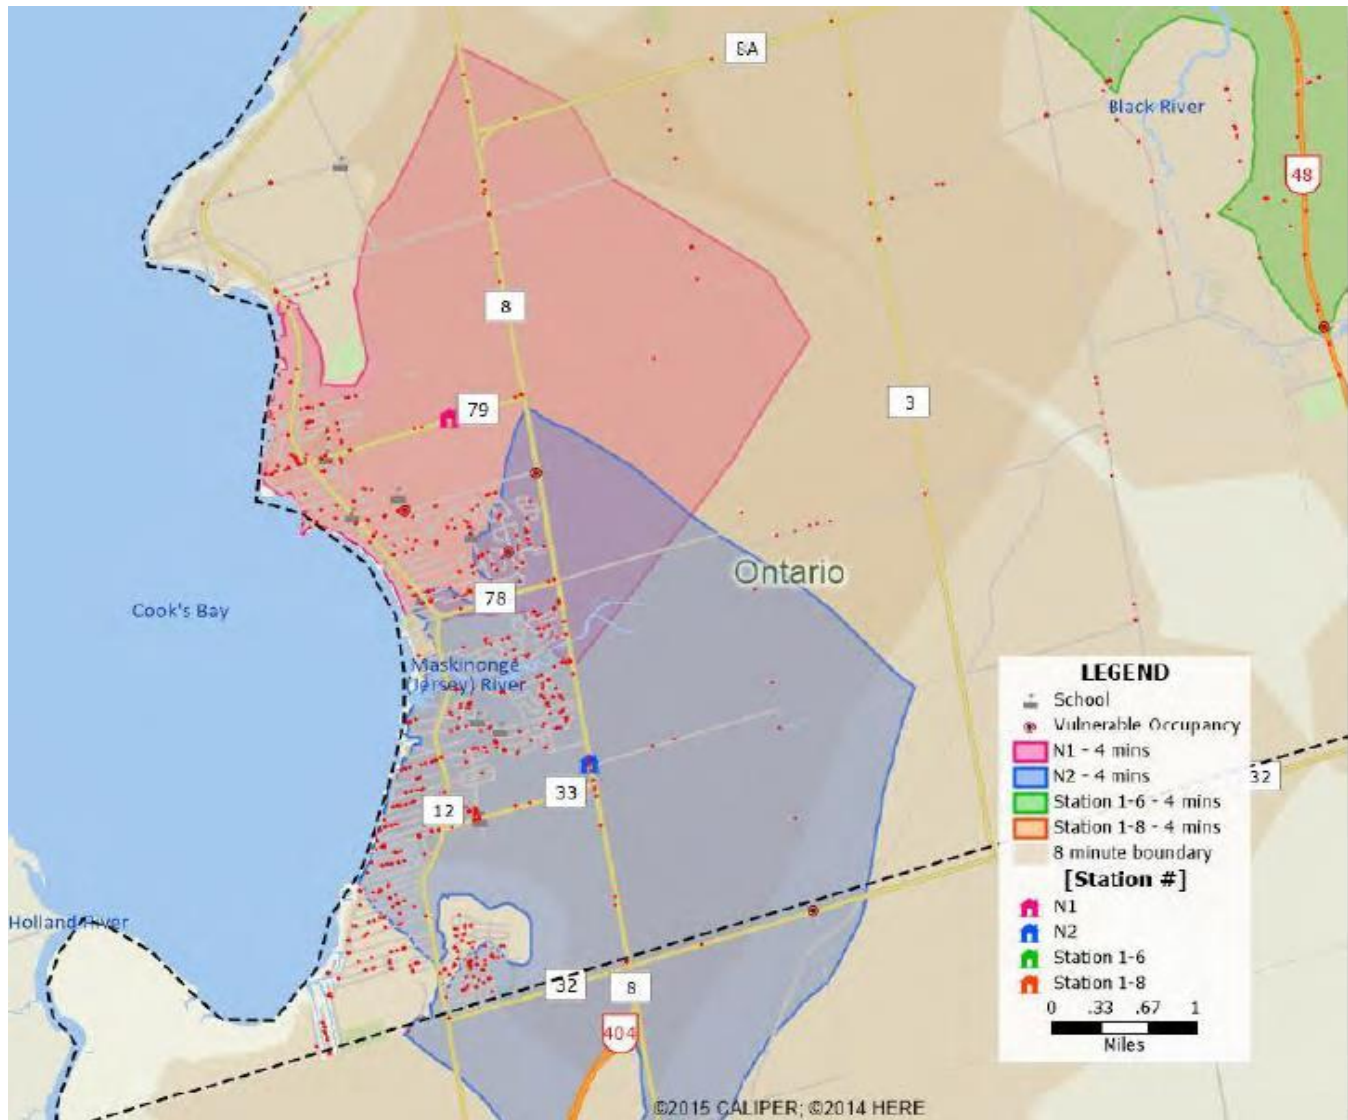 8A
Black River
48
8
79
3
Ontario
78
Cook's Bay
Maskinonge
(Jersey) River
33
12
32
Holland River
32
8
404
LEGEND
School
Vulnerable Occupancy
N1 - 4 mins
N2 - 4 mins
Station 1-6 - 4 mins
Station 1-8 - 4 mins
8 minute boundary
[Station #]
N1
N2
Station 1-6
Station 1-8
0 .33 .67 1
Miles
©2015 CALIPER; ©2014 HERE